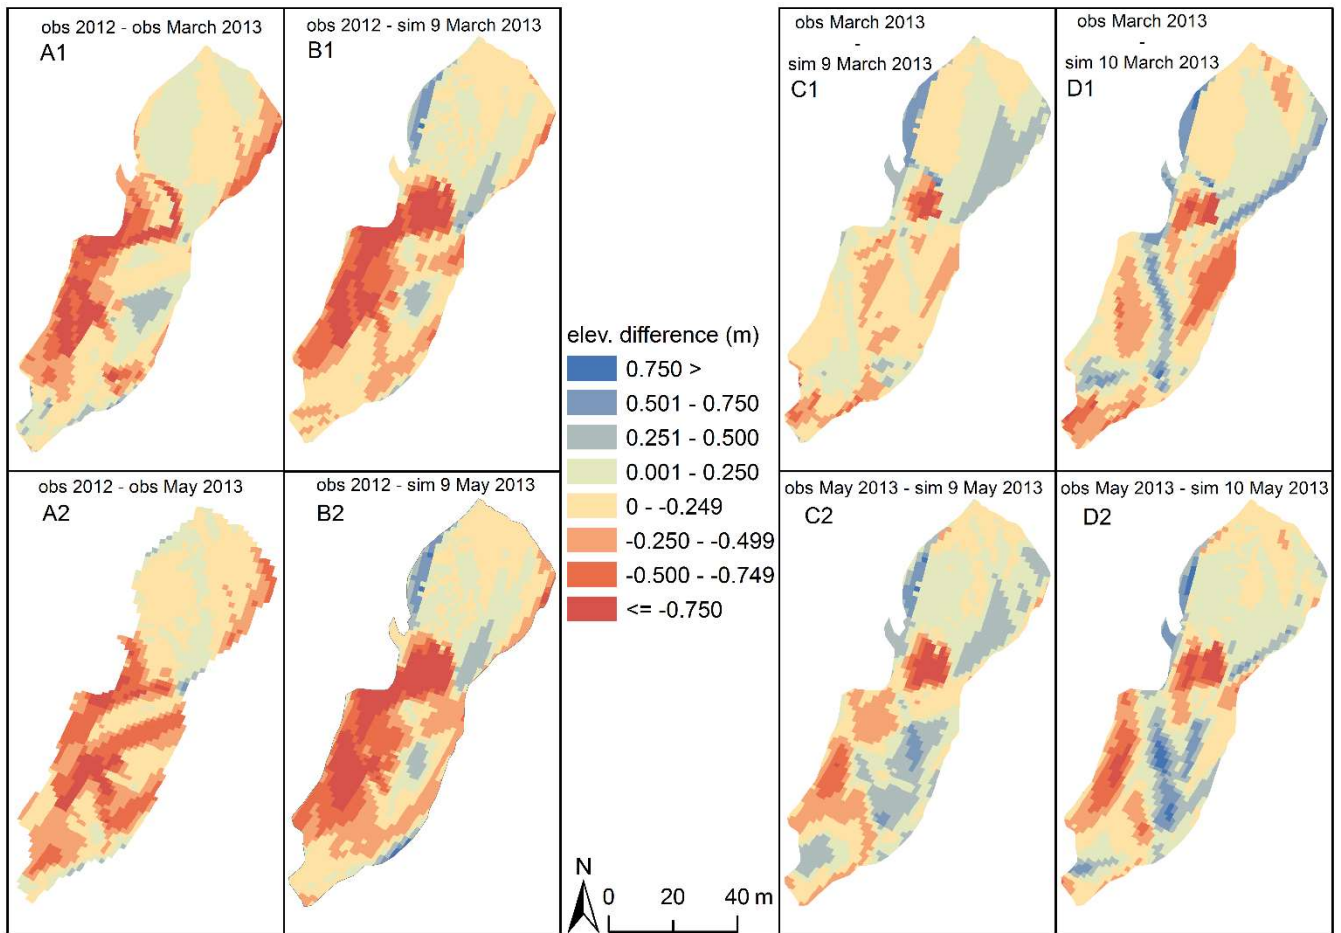 obs 2012 - obs March 2013
A1
obs 2012 - sim 9 March 2013
B1
obs March 2013
-
sim 9 March 2013
C1
obs March 2013
-
sim 10 March 2013
D1
elev. difference (m)
0.750 >
0.501 - 0.750
0.251 - 0.500
0.001 - 0.250
0 - -0.249
-0.250 - -0.499
-0.500 - -0.749
<= -0.750
obs 2012 - obs May 2013
A2
obs 2012 - sim 9 May 2013
B2
obs May 2013 - sim 9 May 2013
C2
obs May 2013 - sim 10 May 2013
D2
N
0 20 40 m